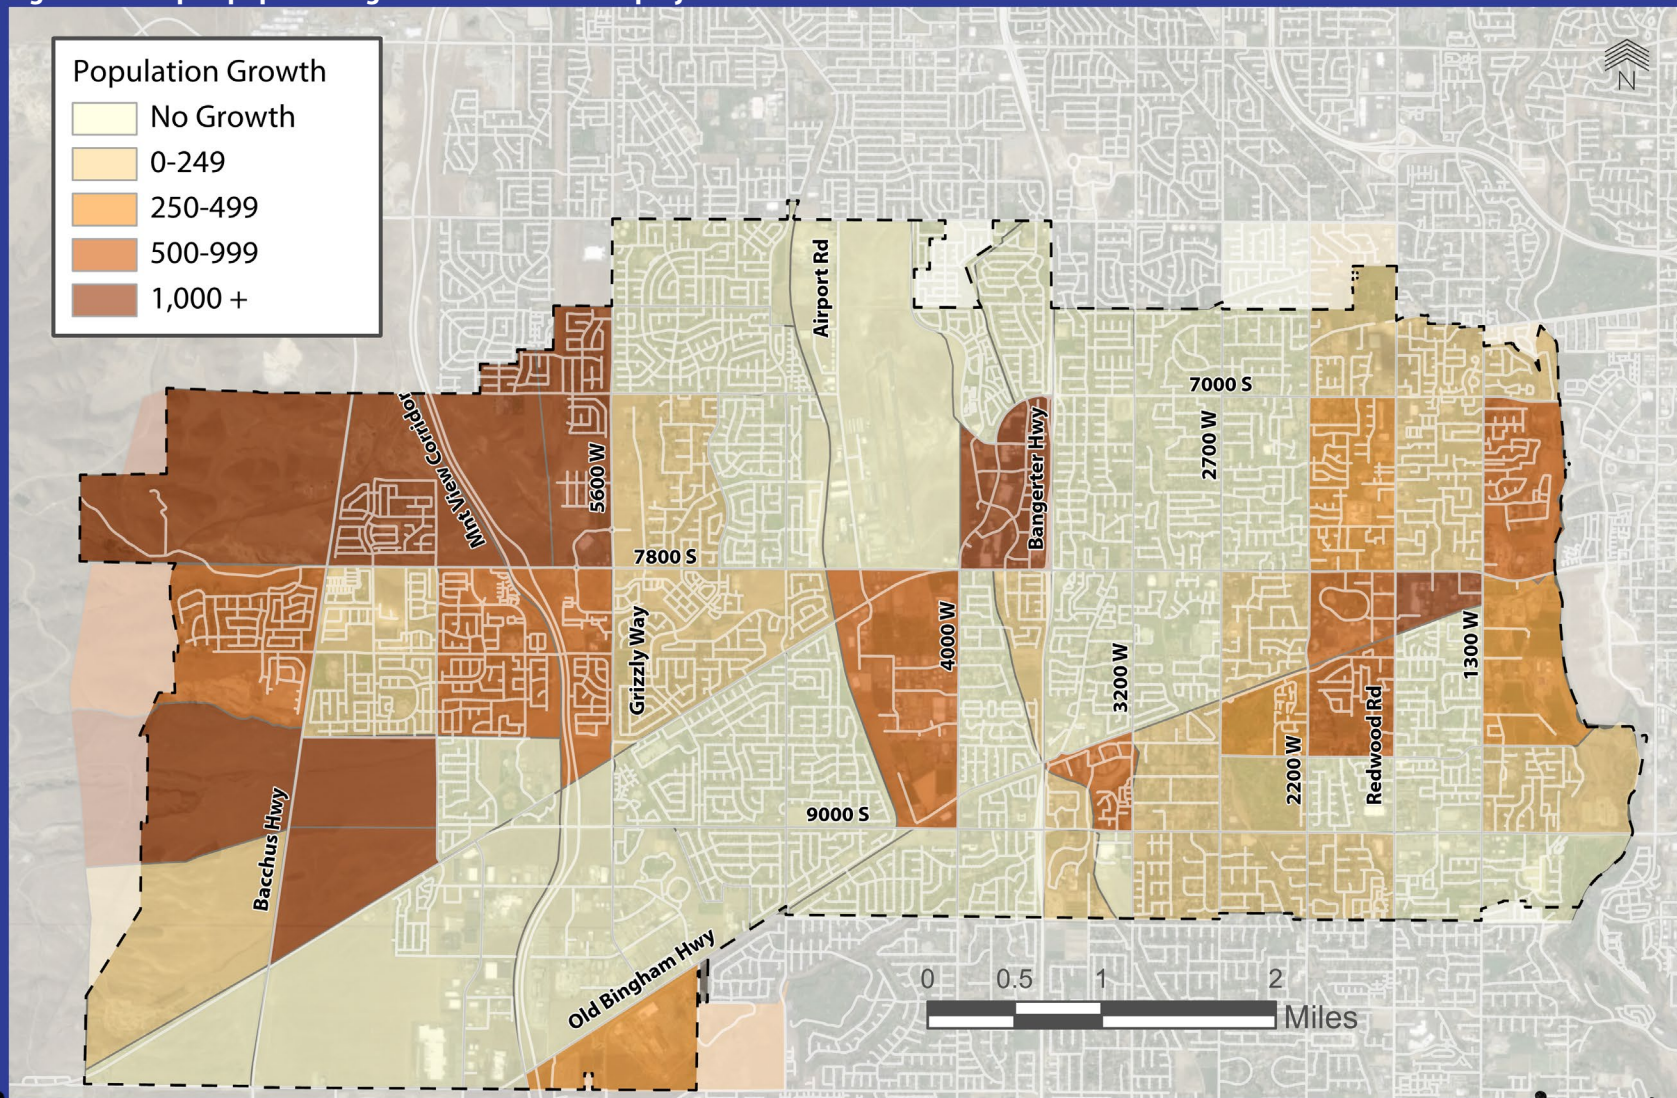 Population Growth
No Growth
0-249
250-499
500-999
1,000 +
N
Airport Rd
7000 S
Mnt View Corridor
5600 W
2700 W
Bangerter Hwy
7800 S
Grizzly Way
4000 W
3200 W
1300 W
Redwood Rd
2200 W
9000 S
Bacchus Hwy
Old Bingham Hwy
0 0.5 1 2
Miles